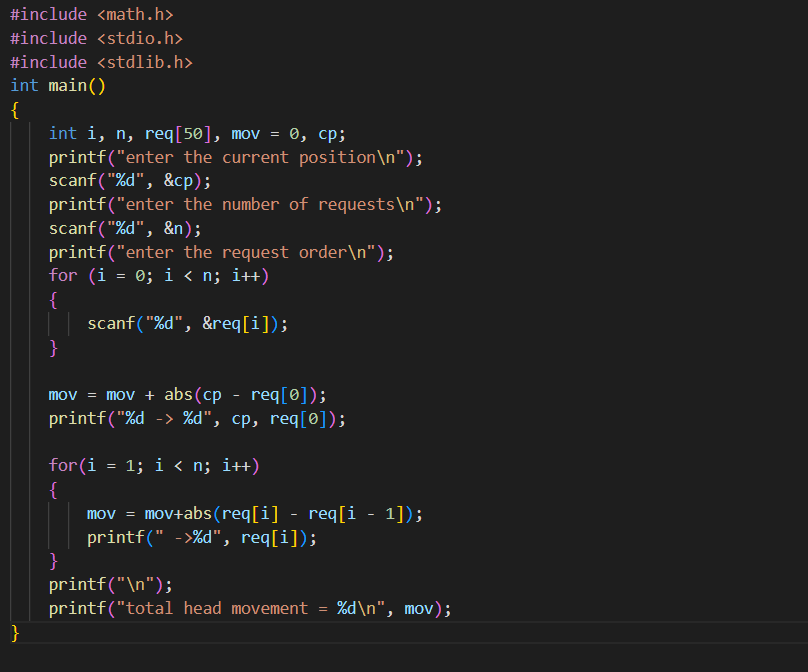 #include <math.h>
#include <stdio.h>
#include <stdlib.h>
int main()
{
    int i, n, req[50], mov = 0, cp;
    printf("enter the current position\n");
    scanf("%d", &cp);
    printf("enter the number of requests\n");
    scanf("%d", &n);
    printf("enter the request order\n");
    for (i = 0; i < n; i++)
    {
        scanf("%d", &req[i]);
    }

    mov = mov + abs(cp - req[0]);
    printf("%d -> %d", cp, req[0]);

    for(i = 1; i < n; i++)
    {
        mov = mov+abs(req[i] - req[i - 1]);
        printf(" ->%d", req[i]);
    }
    printf("\n");
    printf("total head movement = %d\n", mov);
}